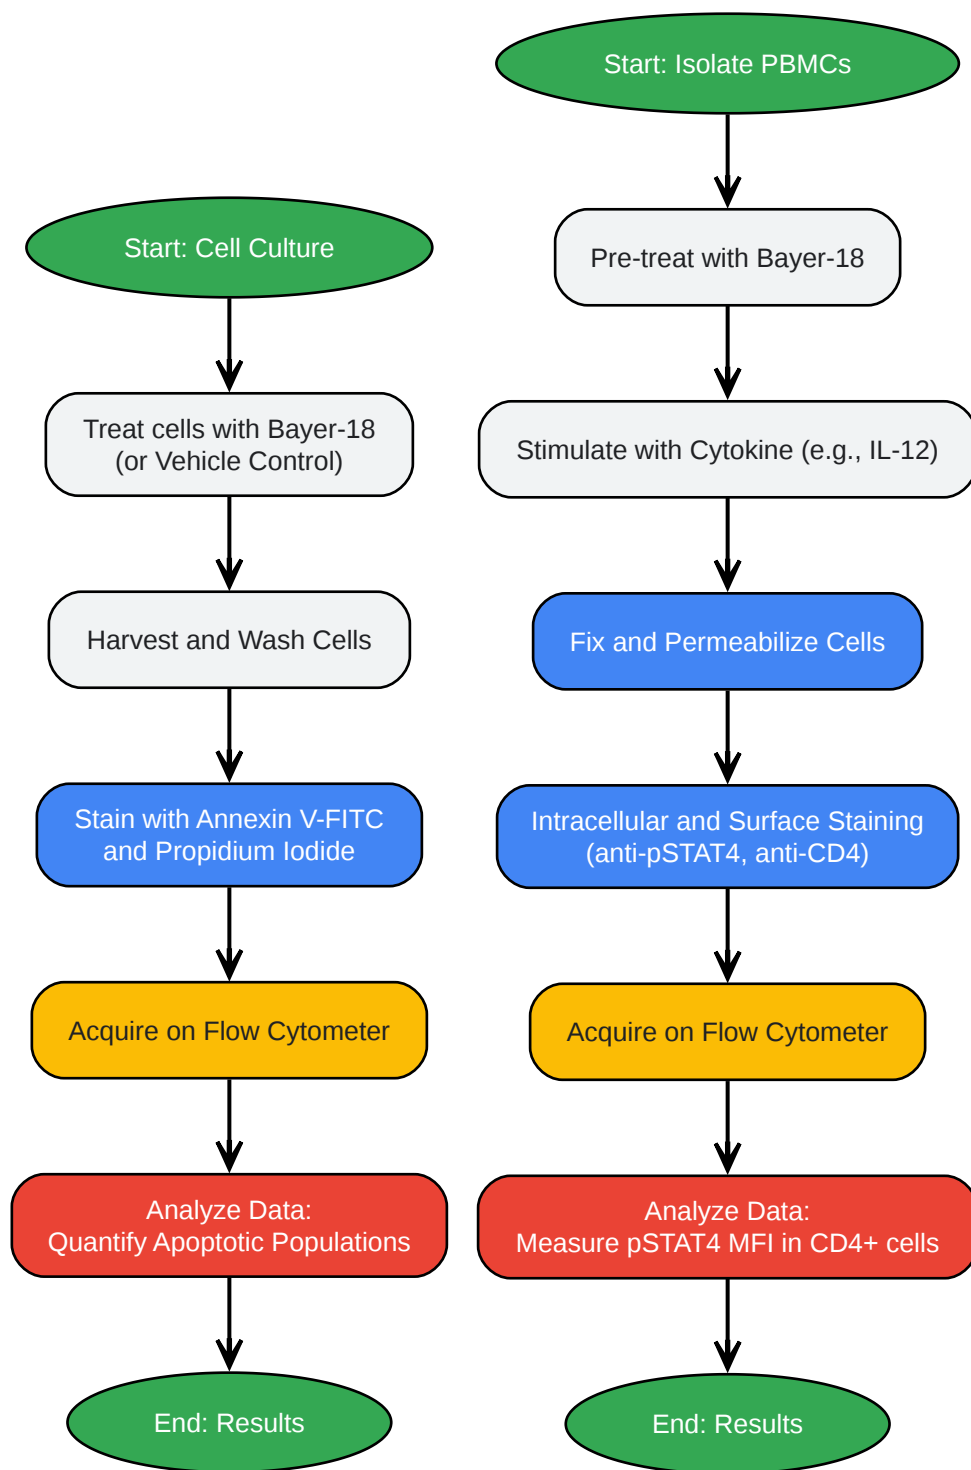 Start: Cell Culture
Treat cells with Bayer-18
(or Vehicle Control)
Harvest and Wash Cells
Stain with Annexin V-FITC
and Propidium Iodide
Acquire on Flow Cytometer
Analyze Data:
Quantify Apoptotic Populations
End: Results
Start: Isolate PBMCs
Pre-treat with Bayer-18
Stimulate with Cytokine (e.g., IL-12)
Fix and Permeabilize Cells
Intracellular and Surface Staining
(anti-pSTAT4, anti-CD4)
Acquire on Flow Cytometer
Analyze Data:
Measure pSTAT4 MFI in CD4+ cells
End: Results